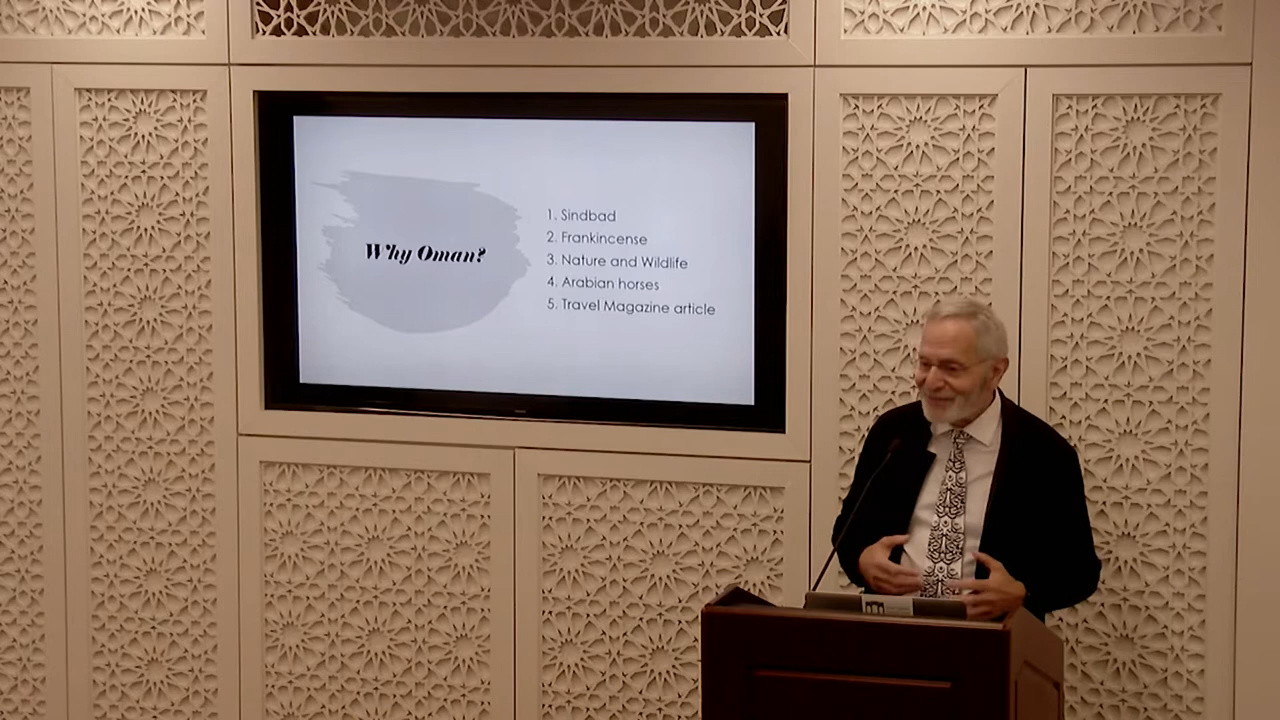 Why Oman?
1. Sindbad
2. Frankincense
3. Nature and Wildlife
4. Arabian horses
5. Travel Magazine article